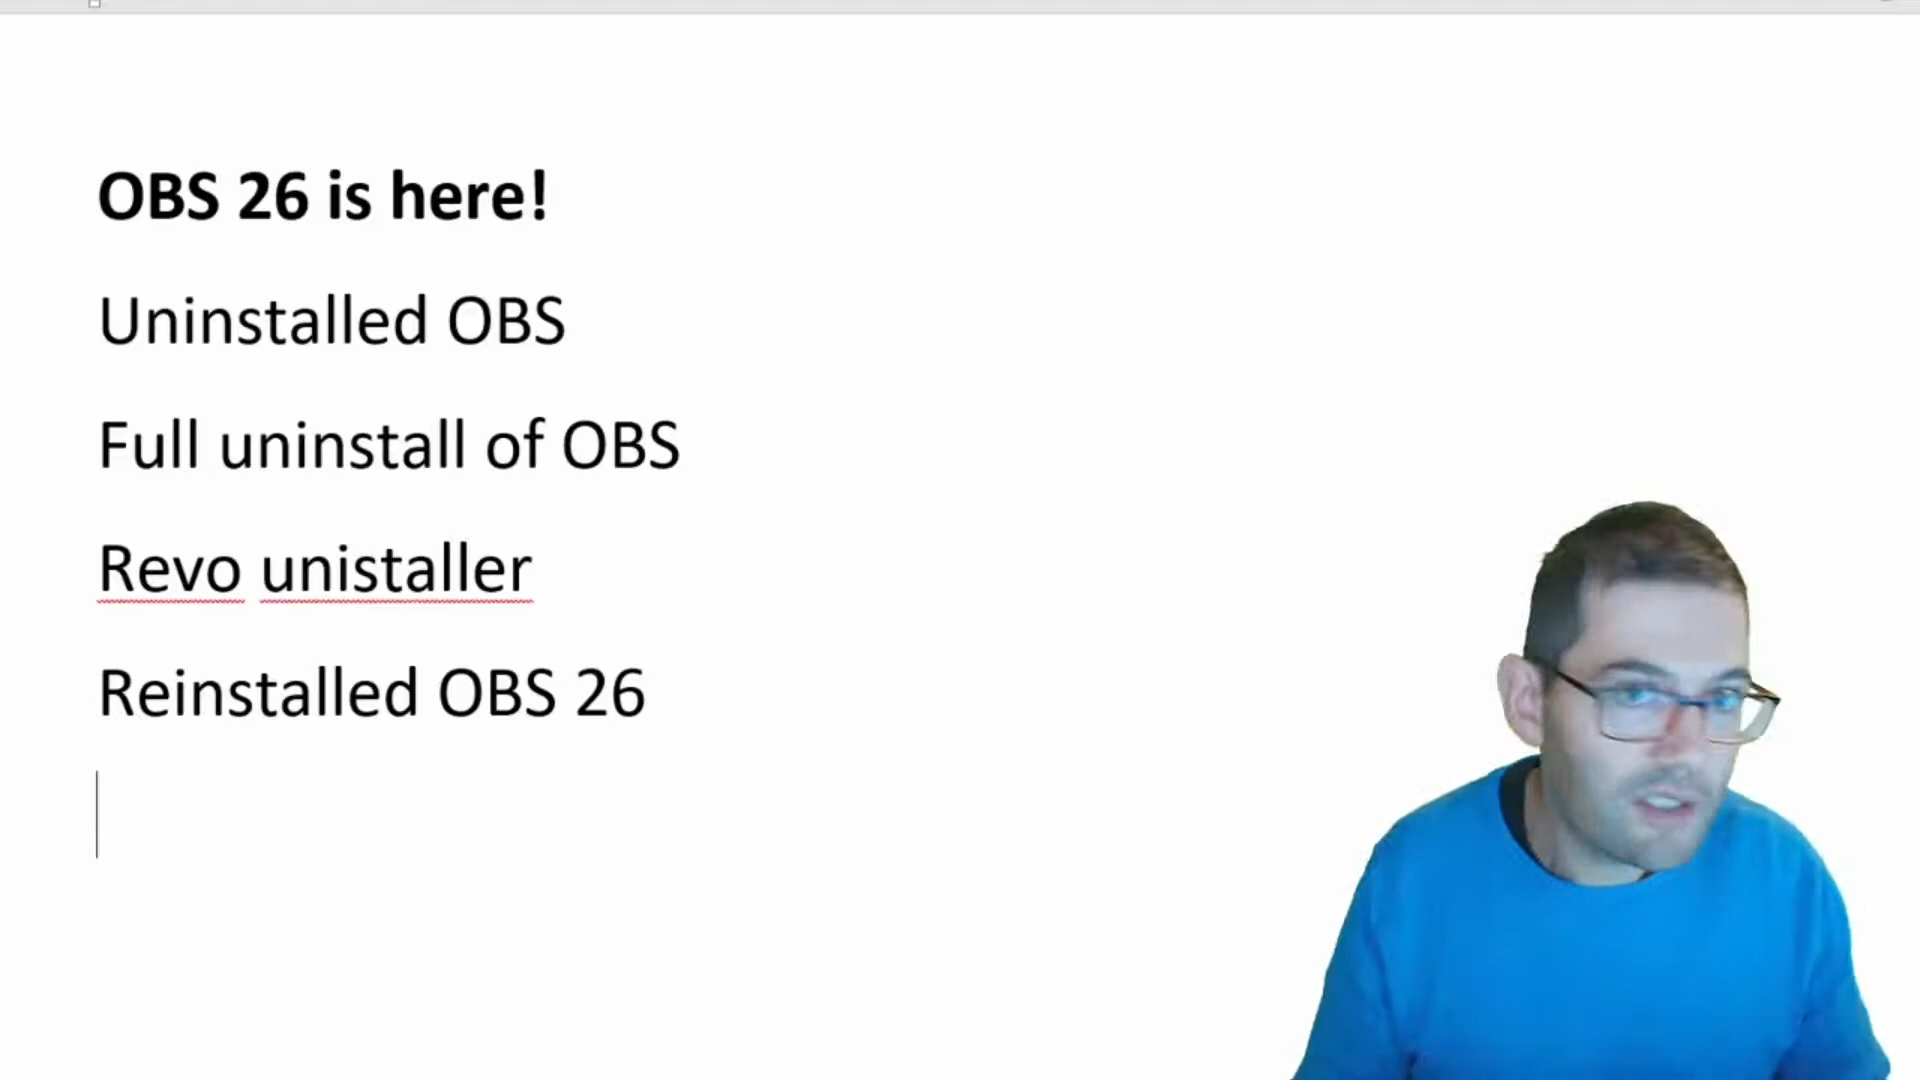 OBS 26 is here!
Uninstalled OBS
Full uninstall of OBS
Revo unistaller
Reinstalled OBS 26